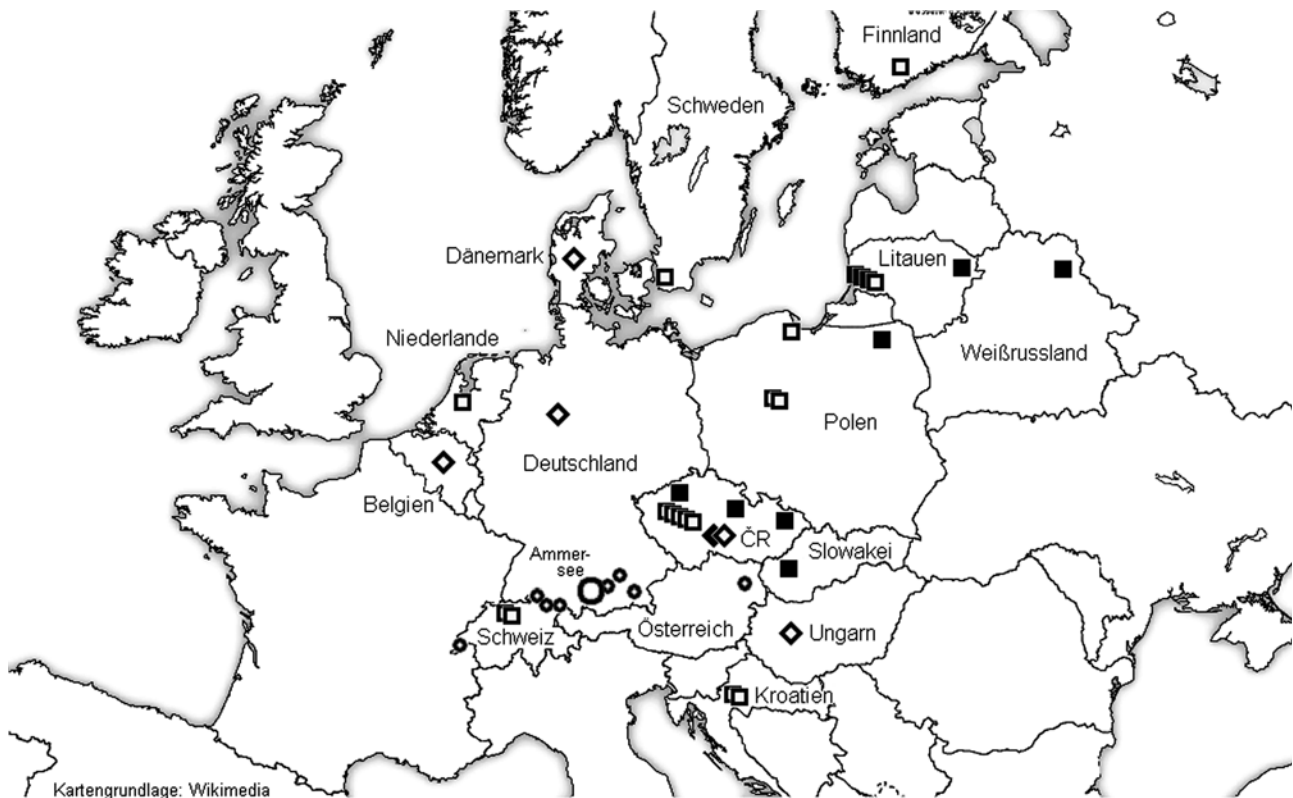 Finnland
Schweden
Dänemark
Litauen
Niederlande
Weißrussland
Polen
Deutschland
Belgien
ČR
Slowakei
Ammer-
see
Schweiz
Österreich
Ungarn
Kroatien
Kartengrundlage: Wikimedia